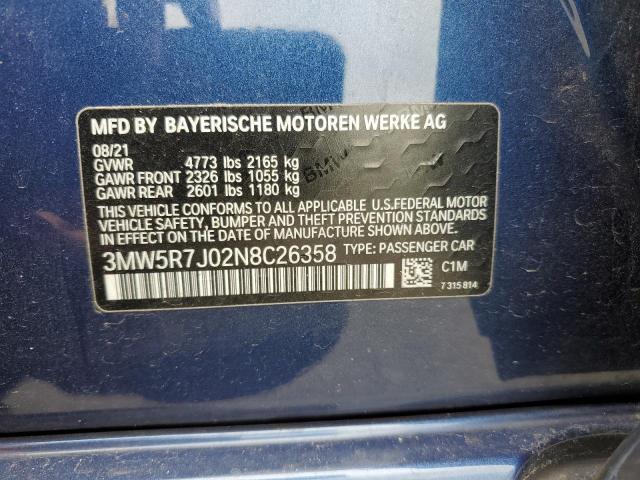 MFD BY BAYERISCHE MOTOREN WERKE AG
08/21
GVWR 4773 lbs 2165 kg
GAWR FRONT 2326 lbs 1055 kg
GAWR REAR 2601 lbs 1180 kg
THIS VEHICLE CONFORMS TO ALL APPLICABLE U.S.FEDERAL MOTOR
VEHICLE SAFETY, BUMPER, AND THEFT PREVENTION STANDARDS
IN EFFECT ON THE DATE OF MANUFACTURE SHOWN ABOVE.
3MW5R7J02N8C26358 TYPE: PASSENGER CAR
C1M
7 315 814